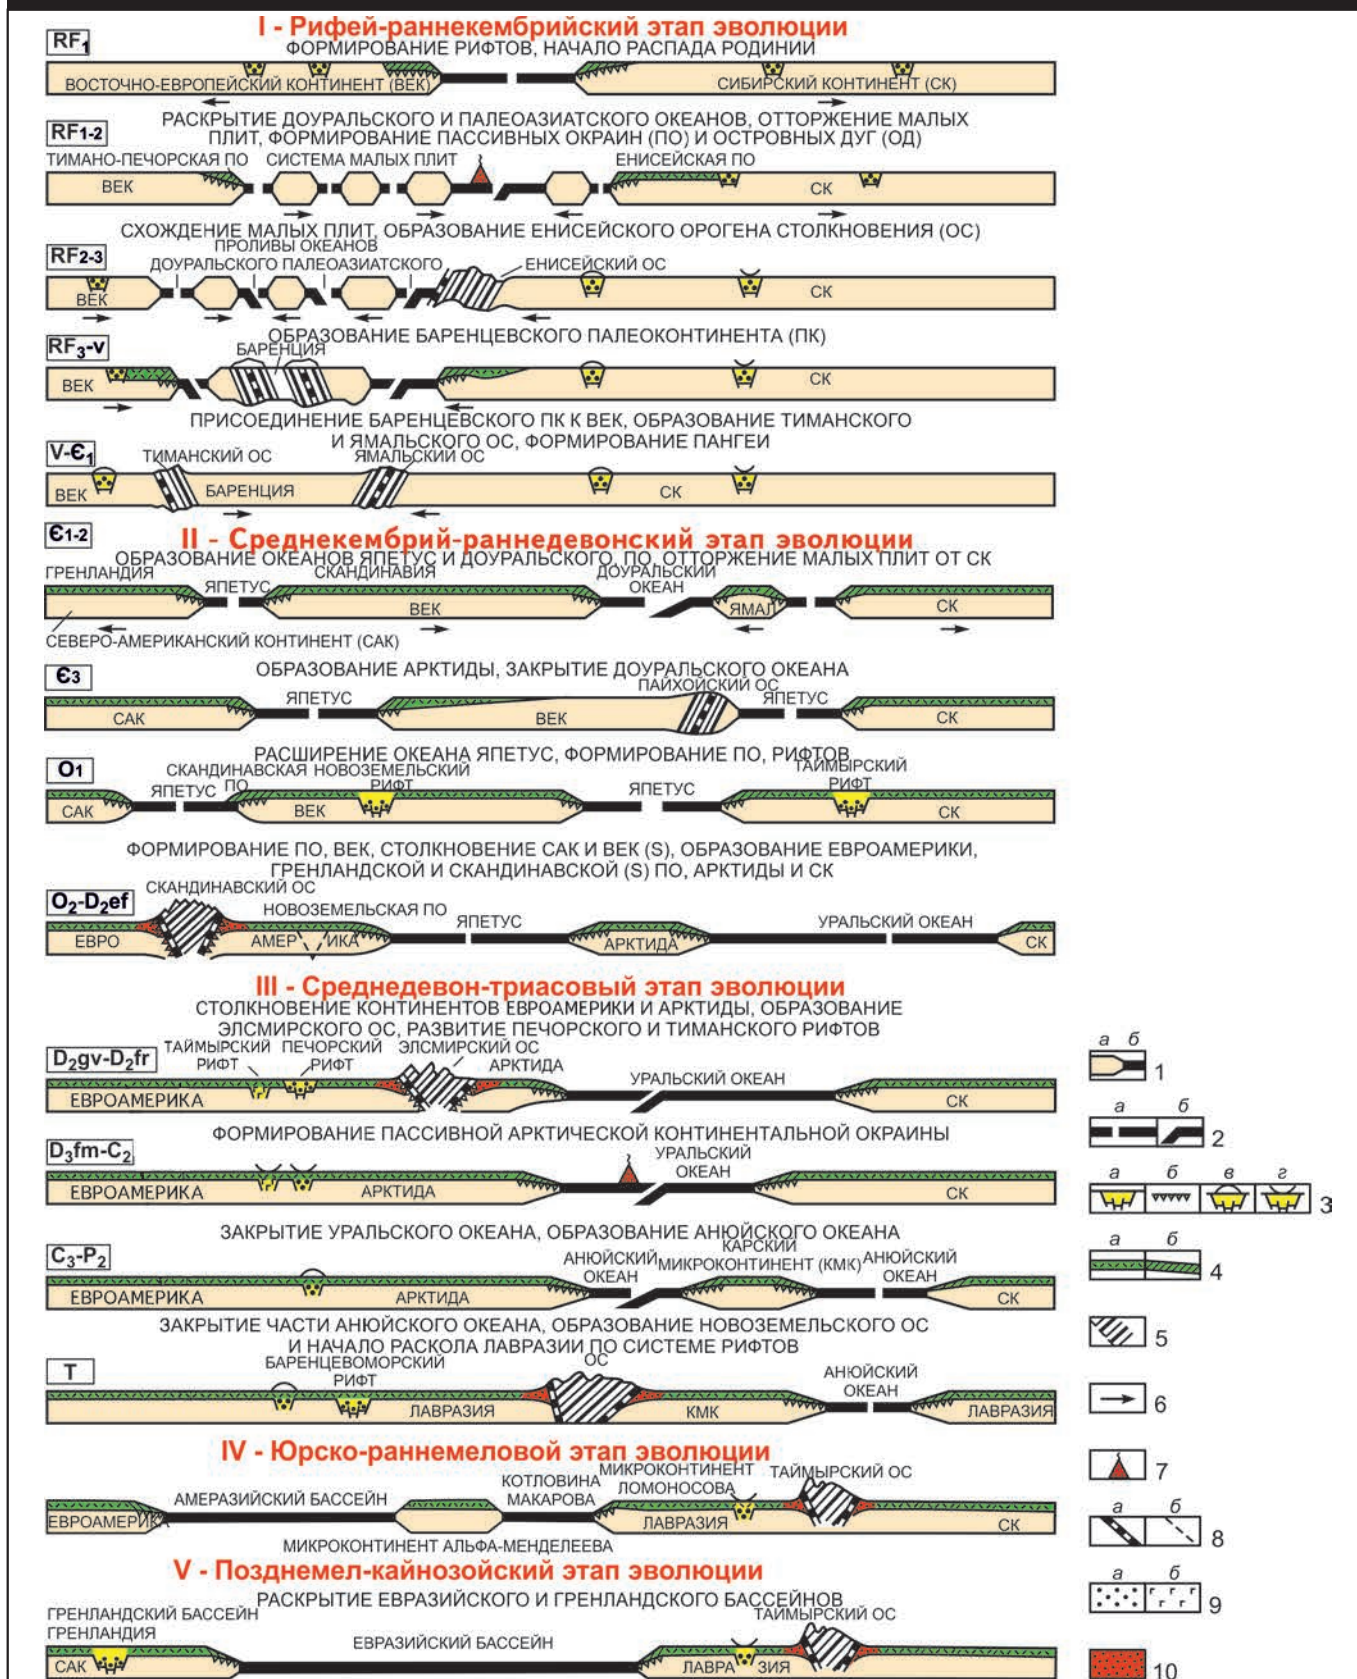 I - Рифей-раннекембрийский этап эволюции
RF1
ФОРМИРОВАНИЕ РИФТОВ, НАЧАЛО РАСПАДА РОДИНИИ
ВОСТОЧНО-ЕВРОПЕЙСКИЙ КОНТИНЕНТ (ВЕК) СИБИРСКИЙ КОНТИНЕНТ (СК)
РАСКРЫТИЕ ДОУРАЛЬСКОГО И ПАЛЕОАЗИАТСКОГО ОКЕАНОВ, ОТТОРЖЕНИЕ МАЛЫХ
RF1-2
ПЛИТ, ФОРМИРОВАНИЕ ПАССИВНЫХ ОКРАИН (ПО) И ОСТРОВНЫХ ДУГ (ОД)
ТИМАНО-ПЕЧОРСКАЯ ПО СИСТЕМА МАЛЫХ ПЛИТ ЕНИСЕЙСКАЯ ПО
ВЕК СК
СХОЖДЕНИЕ МАЛЫХ ПЛИТ, ОБРАЗОВАНИЕ ЕНИСЕЙСКОГО ОРОГЕНА СТОЛКНОВЕНИЯ (ОС)
RF2-3
ПРОЛИВЫ ОКЕАНОВ
ДОУРАЛЬСКОГО ПАЛЕОАЗИАТСКОГО ЕНИСЕЙСКИЙ ОС
ВЕК СК
ОБРАЗОВАНИЕ БАРЕНЦЕВСКОГО ПАЛЕОКОНТИНЕНТА (ПК)
RF3-V
БАРЕНЦИЯ
ВЕК СК
ПРИСОЕДИНЕНИЕ БАРЕНЦЕВСКОГО ПК К ВЕК, ОБРАЗОВАНИЕ ТИМАНСКОГО
И ЯМАЛЬСКОГО ОС, ФОРМИРОВАНИЕ ПАНГЕИ
V-Є1
ТИМАНСКИЙ ОС ЯМАЛЬСКИЙ ОС
ВЕК БАРЕНЦИЯ СК
Є1-2
II - Среднекембрий-раннедевонский этап эволюции
ОБРАЗОВАНИЕ ОКЕАНОВ ЯПЕТУС И ДОУРАЛЬСКОГО, ПО, ОТТОРЖЕНИЕ МАЛЫХ ПЛИТ ОТ СК
ГРЕНЛАНДИЯ ЯПЕТУС СКАНДИНАВИЯ ДОУРАЛЬСКИЙ
ОКЕАН
ВЕК ЯМАЛ СК
СЕВЕРО-АМЕРИКАНСКИЙ КОНТИНЕНТ (САК)
ОБРАЗОВАНИЕ АРКТИДЫ, ЗАКРЫТИЕ ДОУРАЛЬСКОГО ОКЕАНА
Є3
ПАЙХОЙСКИЙ ОС
ЯПЕТУС ЯПЕТУС
САК ВЕК СК
РАСШИРЕНИЕ ОКЕАНА ЯПЕТУС, ФОРМИРОВАНИЕ ПО, РИФТОВ
O1
СКАНДИНАВСКАЯ НОВОЗЕМЕЛЬСКИЙ ТАЙМЫРСКИЙ
ЯПЕТУС ПО РИФТ ЯПЕТУС РИФТ
САК ВЕК СК
ФОРМИРОВАНИЕ ПО, ВЕК, СТОЛКНОВЕНИЕ САК И ВЕК (S), ОБРАЗОВАНИЕ ЕВРОАМЕРИКИ,
ГРЕНЛАНДСКОЙ И СКАНДИНАВСКОЙ (S) ПО, АРКТИДЫ И СК
СКАНДИНАВСКИЙ ОС
O2-D2ef
НОВОЗЕМЕЛЬСКАЯ ПО ЯПЕТУС УРАЛЬСКИЙ ОКЕАН
ЕВРО АМЕР ИКА АРКТИДА СК
III - Среднедевон-триасовый этап эволюции
СТОЛКНОВЕНИЕ КОНТИНЕНТОВ ЕВРОАМЕРИКИ И АРКТИДЫ, ОБРАЗОВАНИЕ
ЭЛСМИРСКОГО ОС, РАЗВИТИЕ ПЕЧОРСКОГО И ТИМАНСКОГО РИФТОВ
D2gv-D2fr
ТАЙМЫРСКИЙ ПЕЧОРСКИЙ ЭЛСМИРСКИЙ ОС
РИФТ РИФТ АРКТИДА
УРАЛЬСКИЙ ОКЕАН
ЕВРОАМЕРИКА СК
ФОРМИРОВАНИЕ ПАССИВНОЙ АРКТИЧЕСКОЙ КОНТИНЕНТАЛЬНОЙ ОКРАИНЫ
D3fm-C2
УРАЛЬСКИЙ
ОКЕАН
ЕВРОАМЕРИКА АРКТИДА СК
ЗАКРЫТИЕ УРАЛЬСКОГО ОКЕАНА, ОБРАЗОВАНИЕ АНЮЙСКОГО ОКЕАНА
C3-P2
АНЮЙСКИЙ КАРСКИЙ АНЮЙСКИЙ
ОКЕАН МИКРОКОНТИНЕНТ (КМК) ОКЕАН
ЕВРОАМЕРИКА АРКТИДА СК
ЗАКРЫТИЕ ЧАСТИ АНЮЙСКОГО ОКЕАНА, ОБРАЗОВАНИЕ НОВОЗЕМЕЛЬСКОГО ОС
И НАЧАЛО РАСКОЛА ЛАВРАЗИИ ПО СИСТЕМЕ РИФТОВ
T
БАРЕНЦЕВОМОРСКИЙ ОС
РИФТ АНЮЙСКИЙ
ОКЕАН
ЛАВРАЗИЯ КМК ЛАВРАЗИЯ
IV - Юрско-раннемеловой этап эволюции
АМЕРАЗИЙСКИЙ БАССЕЙН КОТЛОВИНА МАКАРОВА МИКРОКОНТИНЕНТ ЛОМОНОСОВА ТАЙМЫРСКИЙ ОС
ЕВРОАМЕРИКА ЛАВРАЗИЯ СК
МИКРОКОНТИНЕНТ АЛЬФА-МЕНДЕЛЕЕВА
V - Позднемел-кайнозойский этап эволюции
РАСКРЫТИЕ ЕВРАЗИЙСКОГО И ГРЕНЛАНДСКОГО БАССЕЙНОВ
ГРЕНЛАНДСКИЙ БАССЕЙН ТАЙМЫРСКИЙ ОС
ГРЕНЛАНДИЯ
ЕВРАЗИЙСКИЙ БАССЕЙН
САК ЛАВРА ЗИЯ
а б
1
а б
2
а б в г
3
а б
4
5
6
7
а б
8
а б
9
10